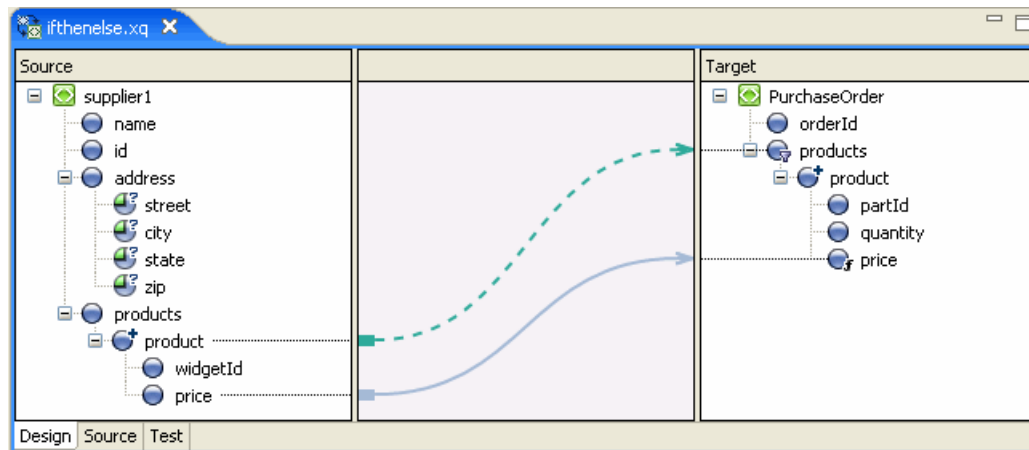 ifthenelse.xq
Source
Target
supplier1
name
id
address
street
city
state
zip
products
product
widgetId
price
PurchaseOrder
orderId
products
product
partId
quantity
price
Design Source Test